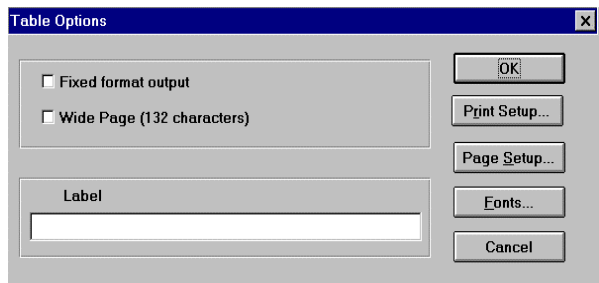 Table Options
Fixed format output
Wide Page (132 characters)
Label
OK
Print Setup...
Page Setup...
Fonts...
Cancel